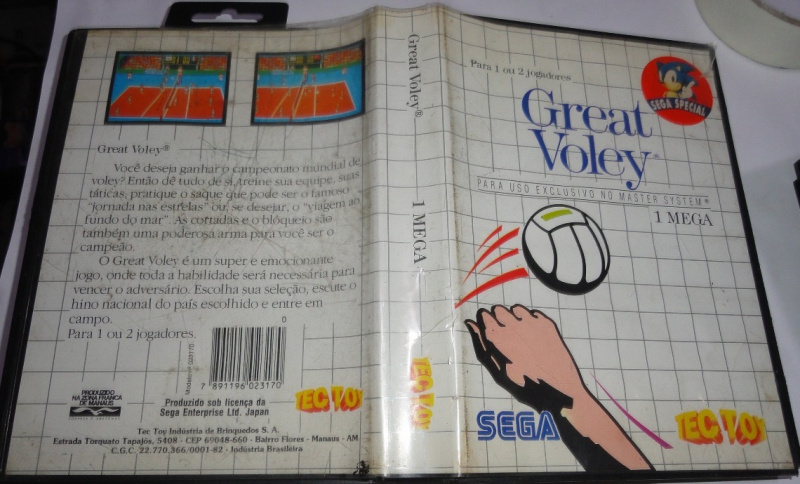 Great Voley®
Você deseja ganhar o campeonato mundial de
voley? Então dê tudo de si, treine sua equipe, suas
táticas, pratique o saque que pode ser o famoso
"jornada nas estrelas" ou, se desejar, o "viagem ao
fundo do mar". As cortadas e o bloqueio são
também uma poderosa arma para você ser o
campeão.
O Great Voley é um super e emocionante
jogo, onde toda a habilidade será necessária para
vencer o adversário. Escolha sua seleção, escute o
hino nacional do país escolhido e entre em
campo.
Para 1 ou 2 jogadores.
0
Modelo nº 023170
7 891196 023170
PRODUZIDO
NA ZONA FRANCA
DE MANAUS
Produzido sob licença da
Sega Enterprise Ltd. Japan
TEC TOY
Tec Toy Indústria de Brinquedos S. A.
Estrada Torquato Tapajós, 5408 - CEP 69048-660 - Bairro Flores - Manaus - AM
C.G.C. 22.770.366/0001-82 - Indústria Brasileira
Great Voley®
1 MEGA
TEC TOY
Para 1 ou 2 jogadores
SEGA SPECIAL
Great
Voley®
PARA USO EXCLUSIVO NO MASTER SYSTEM®
1 MEGA
SEGA
TEC TOY